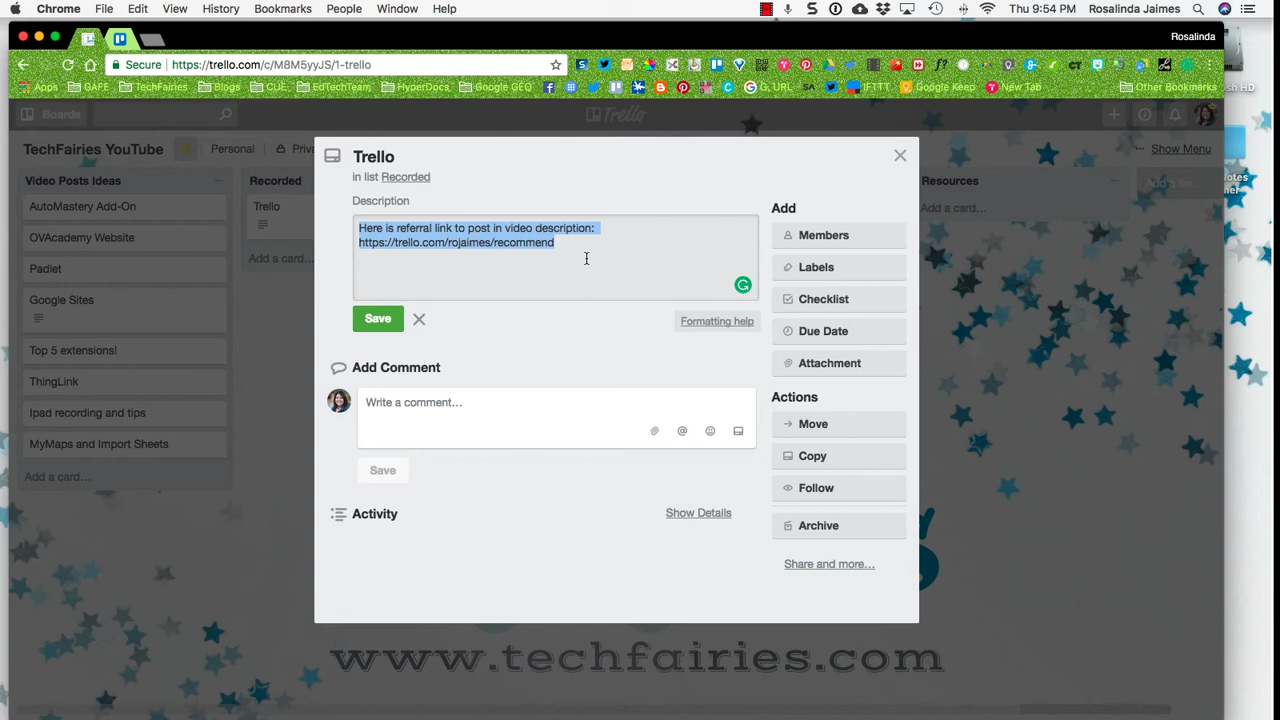 Chrome File Edit View History Bookmarks People Window Help Thu 9:54 PM Rosalinda Jaimes
Rosalinda
Secure https://trello.com/c/M8M5yyJS/1-trello
Apps GAFE TechFairies Blogs CUE EdTechTeam HyperDocs Google GEQ G, URL IFTTT Google Keep New Tab Other Bookmarks
Boards Trello
TechFairies YouTube Personal Show Menu
Video Posts Ideas
AutoMastery Add-On
OVAcademy Website
Padlet
Google Sites
Top 5 extensions!
ThingLink
Ipad recording and tips
MyMaps and Import Sheets
Add a card…
Recorded
Trello
Add a card…
Resources
Add a card…
Add a list…
Trello
in list Recorded
Description
Here is referral link to post in video description:
https://trello.com/rojaimes/recommend
Save
Formatting help
Add Comment
Write a comment…
Save
Activity
Show Details
Add
Members
Labels
Checklist
Due Date
Attachment
Actions
Move
Copy
Follow
Archive
Share and more…
www.techfairies.com